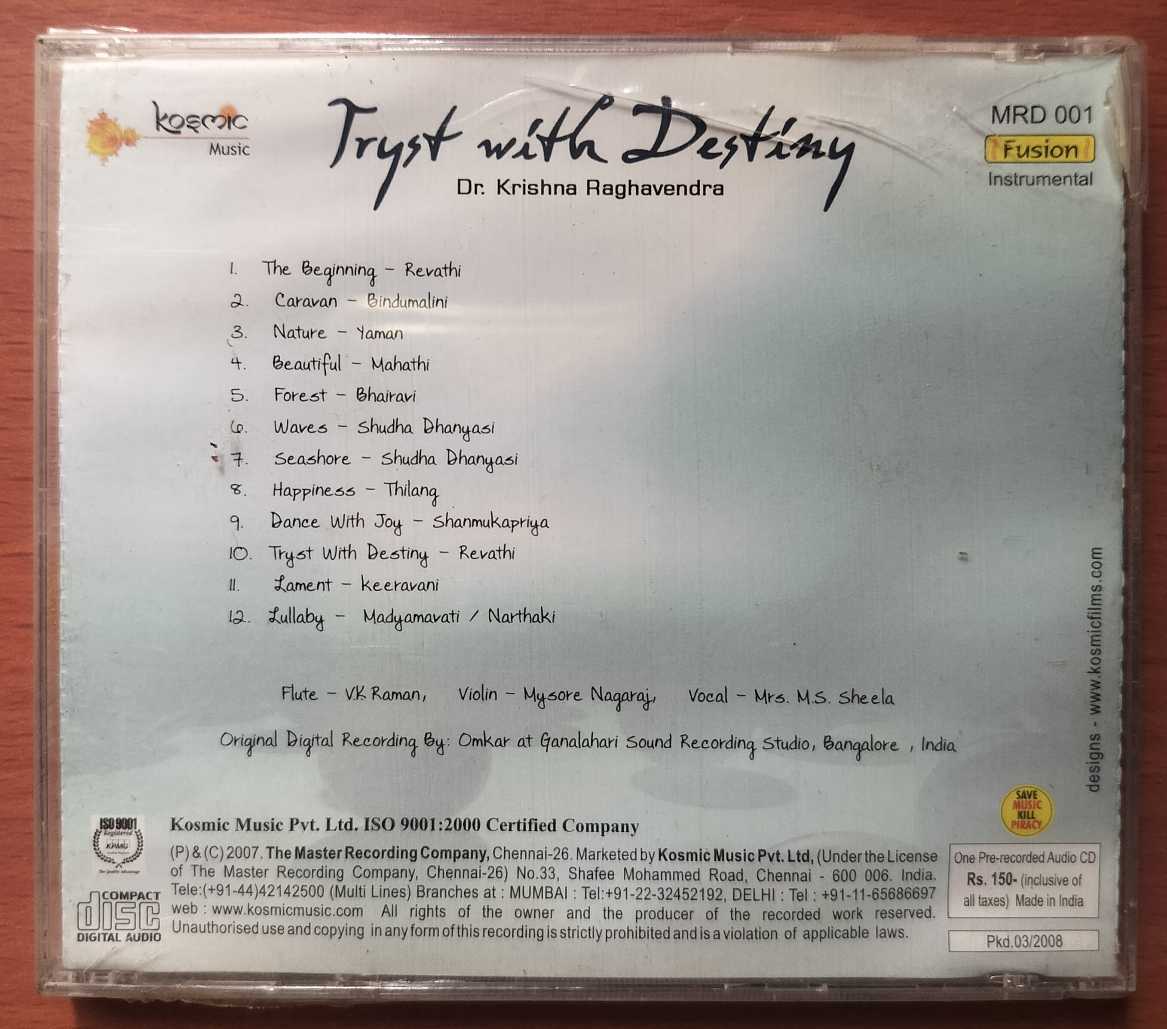 Kosmic
Music
Tryst with Destiny
Dr. Krishna Raghavendra
MRD 001
Fusion
Instrumental
1. The Beginning - Revathi
2. Caravan - Bindumalini
3. Nature - Yaman
4. Beautiful - Mahathi
5. Forest - Bhairavi
6. Waves - Shudha Dhanyasi
7. Seashore - Shudha Dhanyasi
8. Happiness - Thilang
9. Dance With Joy - Shanmukapriya
10. Tryst With Destiny - Revathi
11. Lament - Keeravani
12. Lullaby - Madyamavati / Narthaki
Flute - VK Raman, Violin - Mysore Nagaraj, Vocal - Mrs. M.S. Sheela
Original Digital Recording By: Omkar at Ganalahari Sound Recording Studio, Bangalore , India
designs - www.kosmicfilms.com
SAVE
MUSIC
KILL
PIRACY
ISO 9001
Registered
KPMG
COMPACT
disc
DIGITAL AUDIO
Kosmic Music Pvt. Ltd. ISO 9001:2000 Certified Company
(P) & (C) 2007. The Master Recording Company, Chennai-26. Marketed by Kosmic Music Pvt. Ltd, (Under the License
of The Master Recording Company, Chennai-26) No.33, Shafee Mohammed Road, Chennai - 600 006. India.
Tele:(+91-44)42142500 (Multi Lines) Branches at : MUMBAI : Tel:+91-22-32452192, DELHI : Tel : +91-11-65686697
web : www.kosmicmusic.com All rights of the owner and the producer of the recorded work reserved.
Unauthorised use and copying in any form of this recording is strictly prohibited and is a violation of applicable laws.
One Pre-recorded Audio CD
Rs. 150- (inclusive of
all taxes) Made in India
Pkd.03/2008